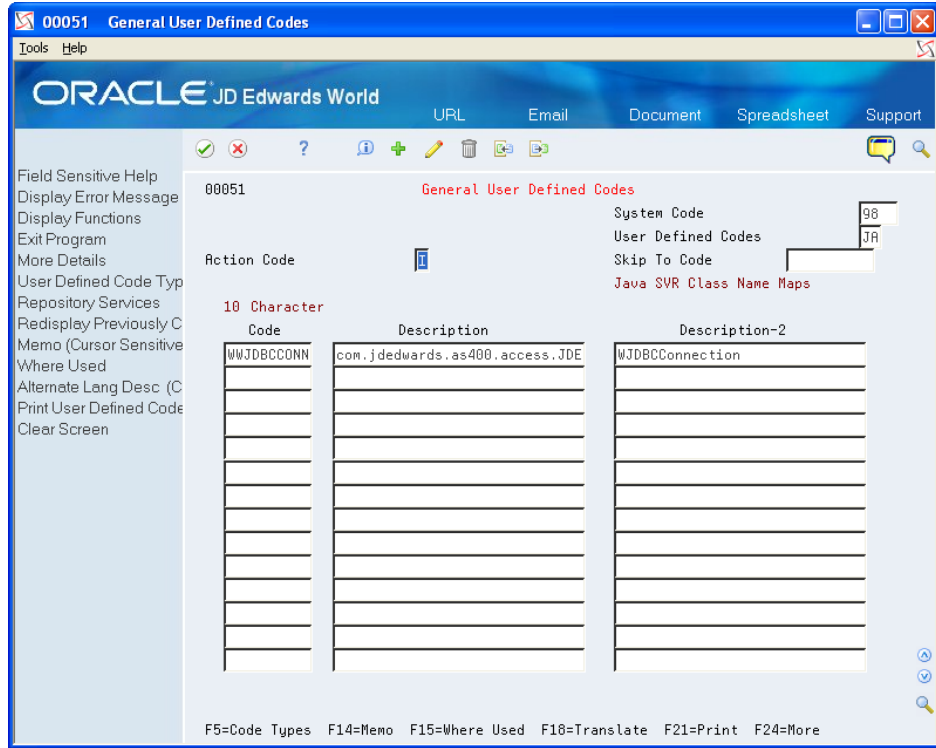 00051 General User Defined Codes
Tools Help
ORACLE JD Edwards World
URL Email Document Spreadsheet Support
Field Sensitive Help
Display Error Message
Display Functions
Exit Program
More Details
User Defined Code Typ
Repository Services
Redisplay Previously C
Memo (Cursor Sensitive
Where Used
Alternate Lang Desc (C
Print User Defined Code
Clear Screen
00051 General User Defined Codes
System Code 98
User Defined Codes JA
Action Code I Skip To Code
Java SVR Class Name Maps
10 Character
Code Description Description-2
WWJDBCCONN com.jdedwards.as400.access.JDE WJDBCConnection
F5=Code Types F14=Memo F15=Where Used F18=Translate F21=Print F24=More